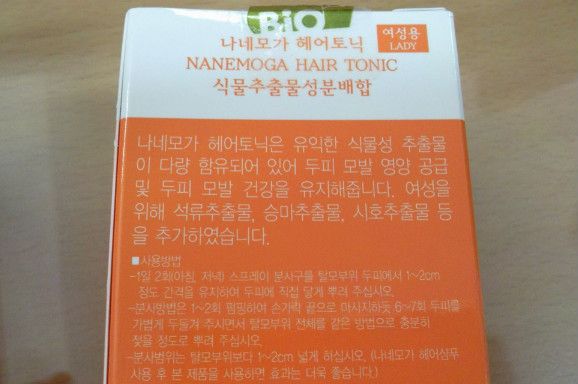 BiO
나네모가 헤어토닉
여성용
LADY
NANEMOGA HAIR TONIC
식물추출물성분배합
나네모가 헤어토닉은 유익한 식물성 추출물
이 다량 함유되어 있어 두피 모발 영양 공급
및 두피 모발 건강을 유지해줍니다. 여성을
위해 석류추출물, 승마추출물, 시호추출물 등
을 추가하였습니다.
■사용방법
-1일 2회(아침, 저녁) 스프레이 분사구를 탈모부위 두피에서 1~2cm
정도 간격을 유지하여 두피에 직접 닿게 뿌려 주십시오.
-분사방법은 1~2회 펌핑하여 손가락 끝으로 마사지하듯 6~7회 두피를
가볍게 두들겨 주시면서 탈모부위 전체를 같은 방법으로 충분히
젖을 정도로 뿌려 주십시오.
-분사범위는 탈모부위보다 1~2cm 넓게 하십시오. (나네모가 헤어샴푸
사용 후 본 제품을 사용하면 효과는 더욱 좋습니다.)